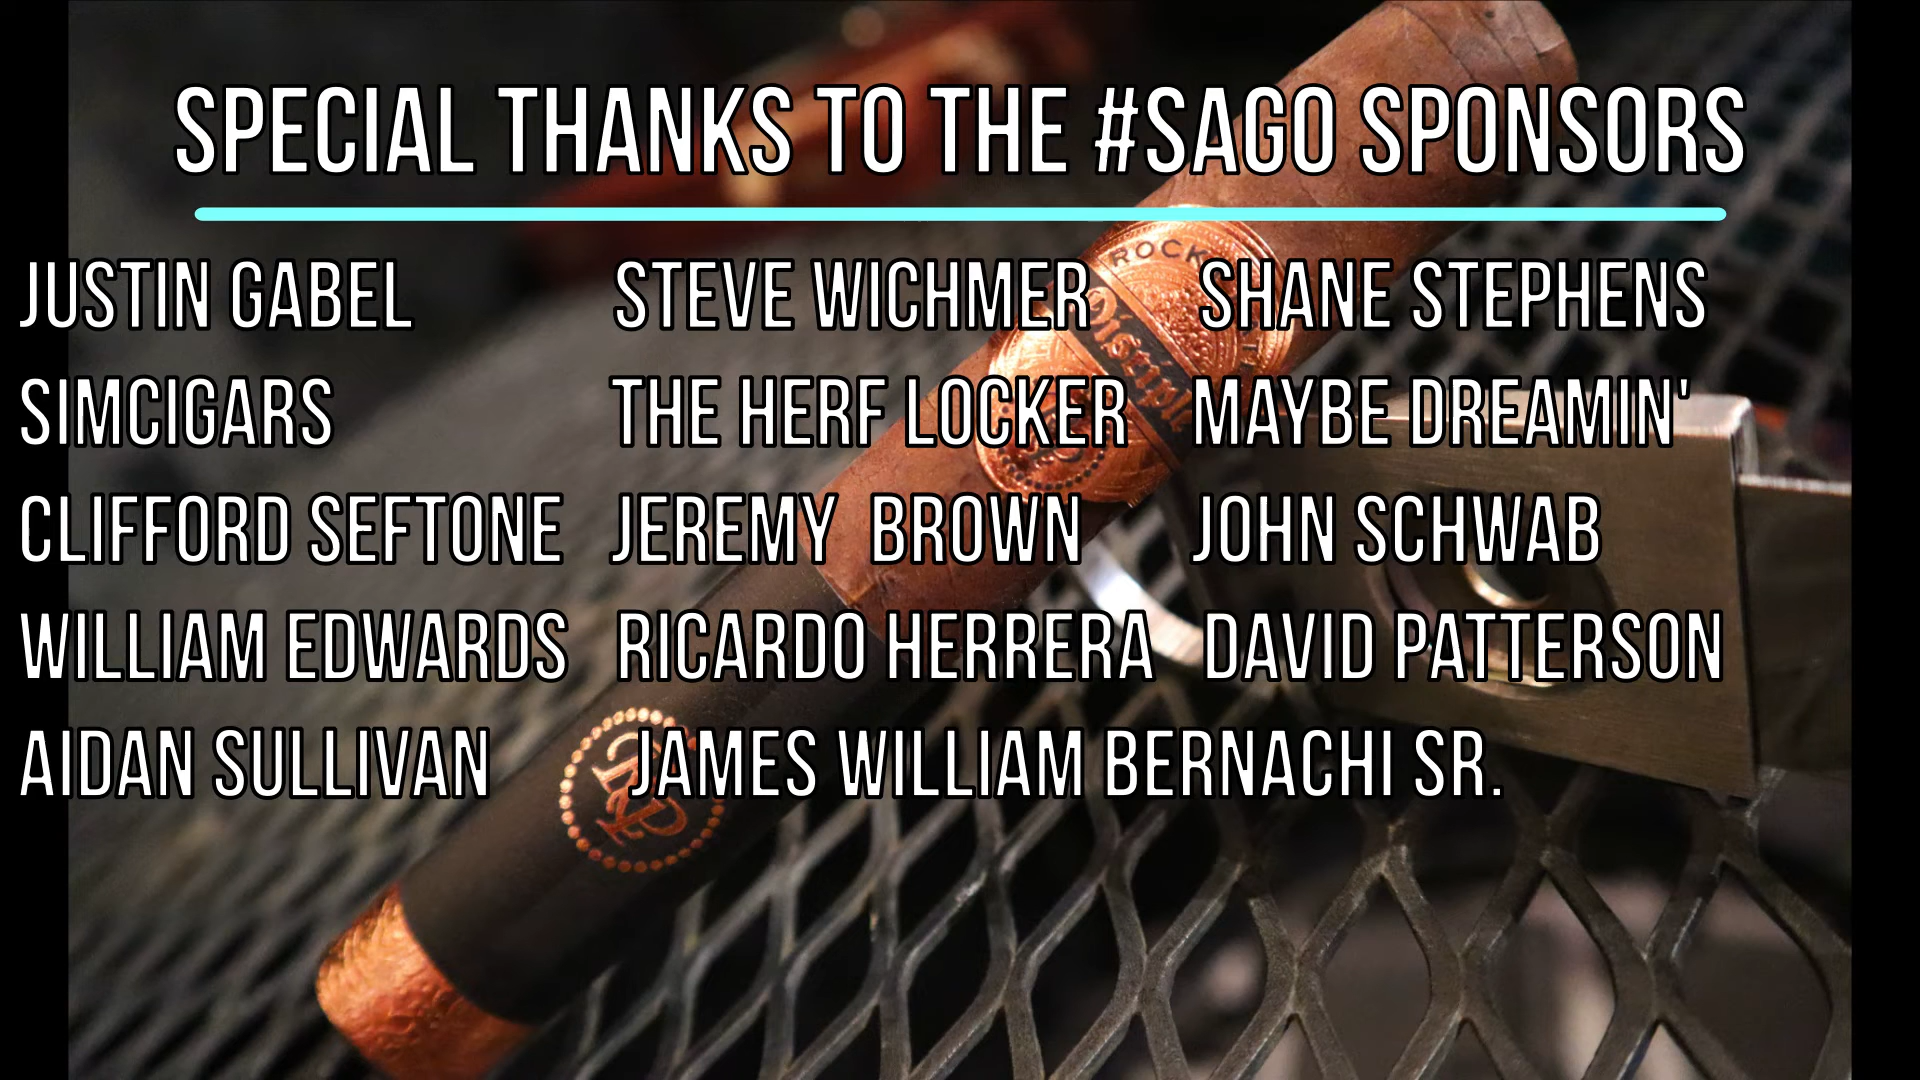 SPECIAL THANKS TO THE #SAGO SPONSORS
JUSTIN GABEL STEVE WICHMER SHANE STEPHENS
SIMCIGARS THE HERF LOCKER MAYBE DREAMIN'
CLIFFORD SEFTONE JEREMY BROWN JOHN SCHWAB
WILLIAM EDWARDS RICARDO HERRERA DAVID PATTERSON
AIDAN SULLIVAN JAMES WILLIAM BERNACHI SR.
ROCK